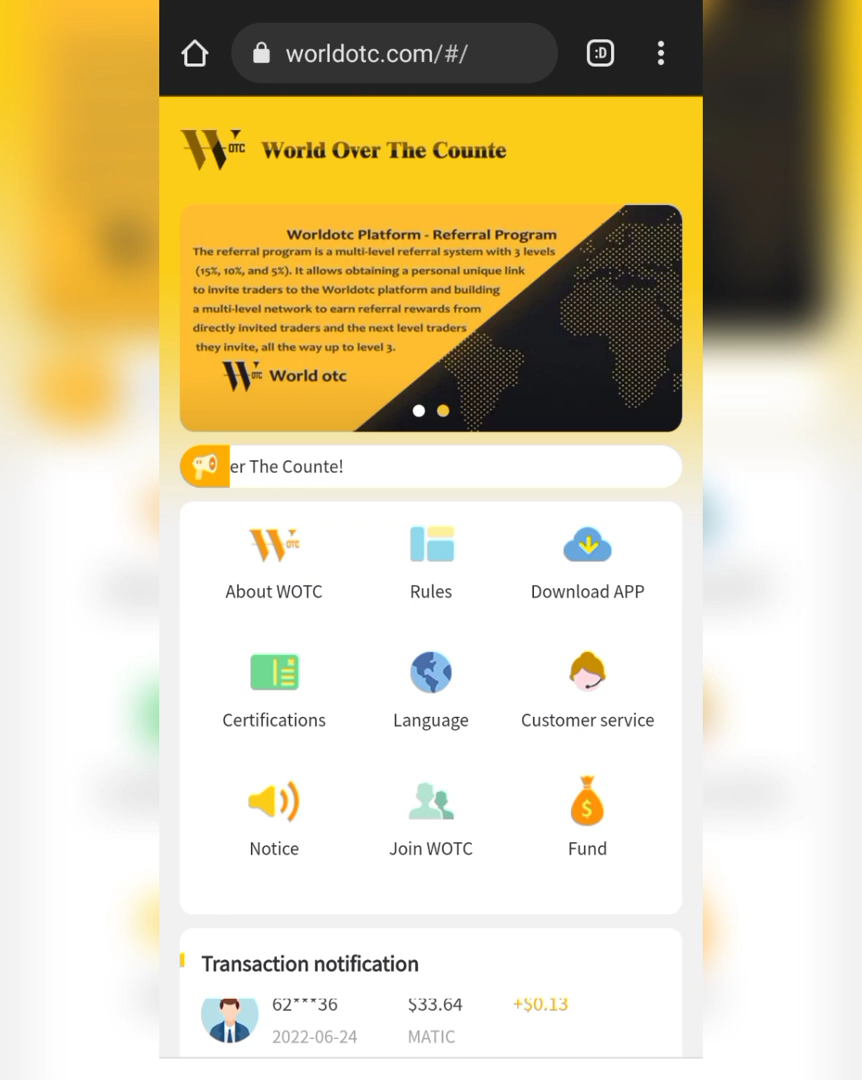 :D
worldotc.com/#/
W OTC World Over The Counte
Worldotc Platform - Referral Program
The referral program is a multi-level referral system with 3 levels
(15%, 10%, and 5%). It allows obtaining a personal unique link
to invite traders to the Worldotc platform and building
a multi-level network to earn referral rewards from
directly invited traders and the next level traders
they invite, all the way up to level 3.
W OTC World otc
er The Counte!
W OTC
About WOTC Rules Download APP
Certifications Language Customer service
$
Notice Join WOTC Fund
Transaction notification
62***36 $33.64 +$0.13
2022-06-24 MATIC